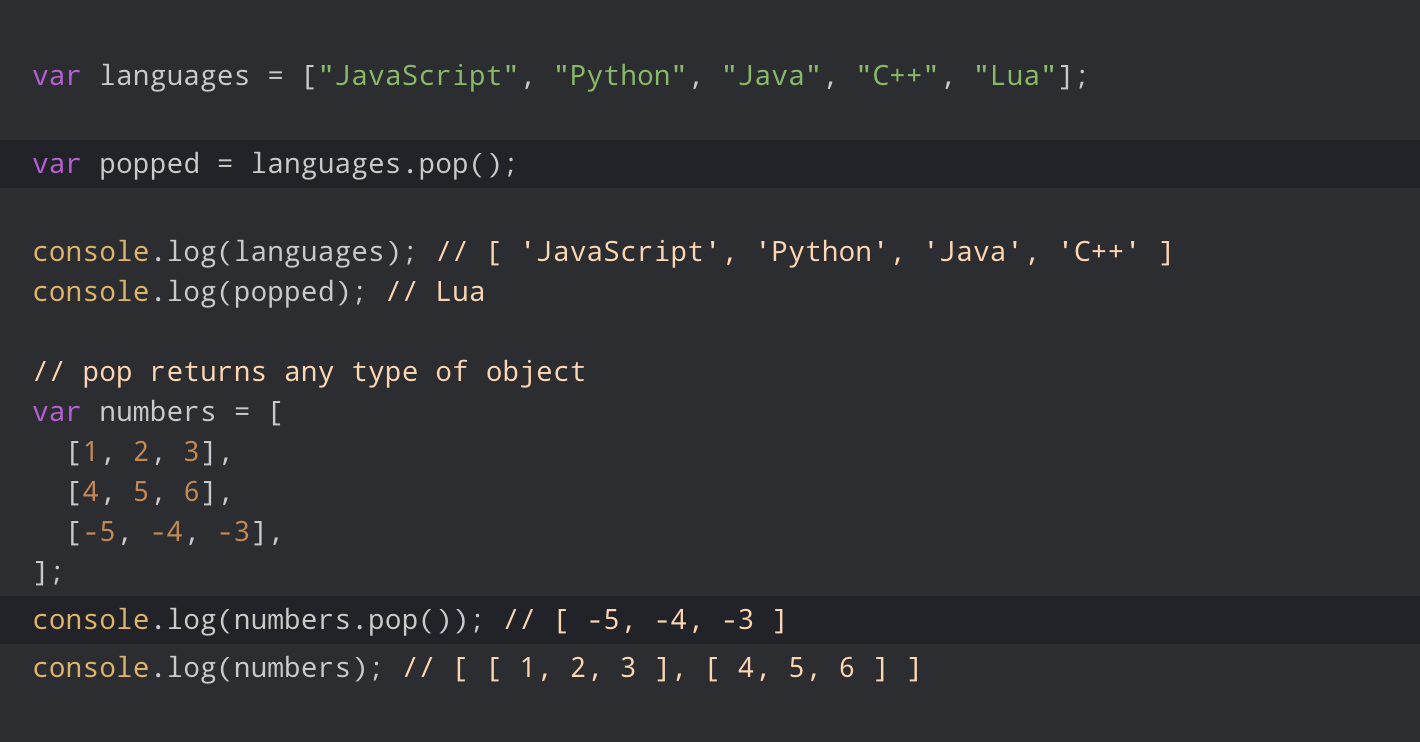 var languages = ["JavaScript", "Python", "Java", "C++", "Lua"];
var popped = languages.pop();
console.log(languages); // [ 'JavaScript', 'Python', 'Java', 'C++' ]
console.log(popped); // Lua
// pop returns any type of object
var numbers = [
  [1, 2, 3],
  [4, 5, 6],
  [-5, -4, -3],
];
console.log(numbers.pop()); // [ -5, -4, -3 ]
console.log(numbers); // [ [ 1, 2, 3 ], [ 4, 5, 6 ] ]